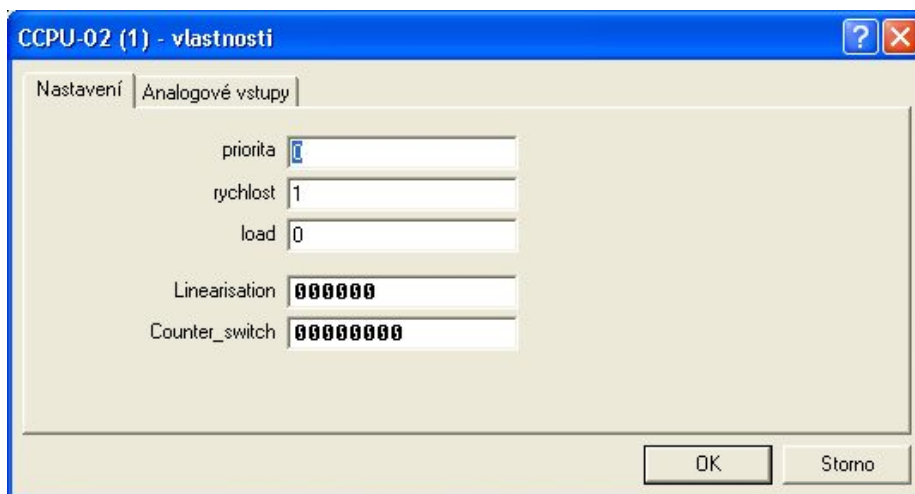 CCPU-02 (1) - vlastnosti
Nastavení Analogové vstupy
priorita 0
rychlost 1
load 0
Linearisation 000000
Counter_switch 00000000
OK Storno